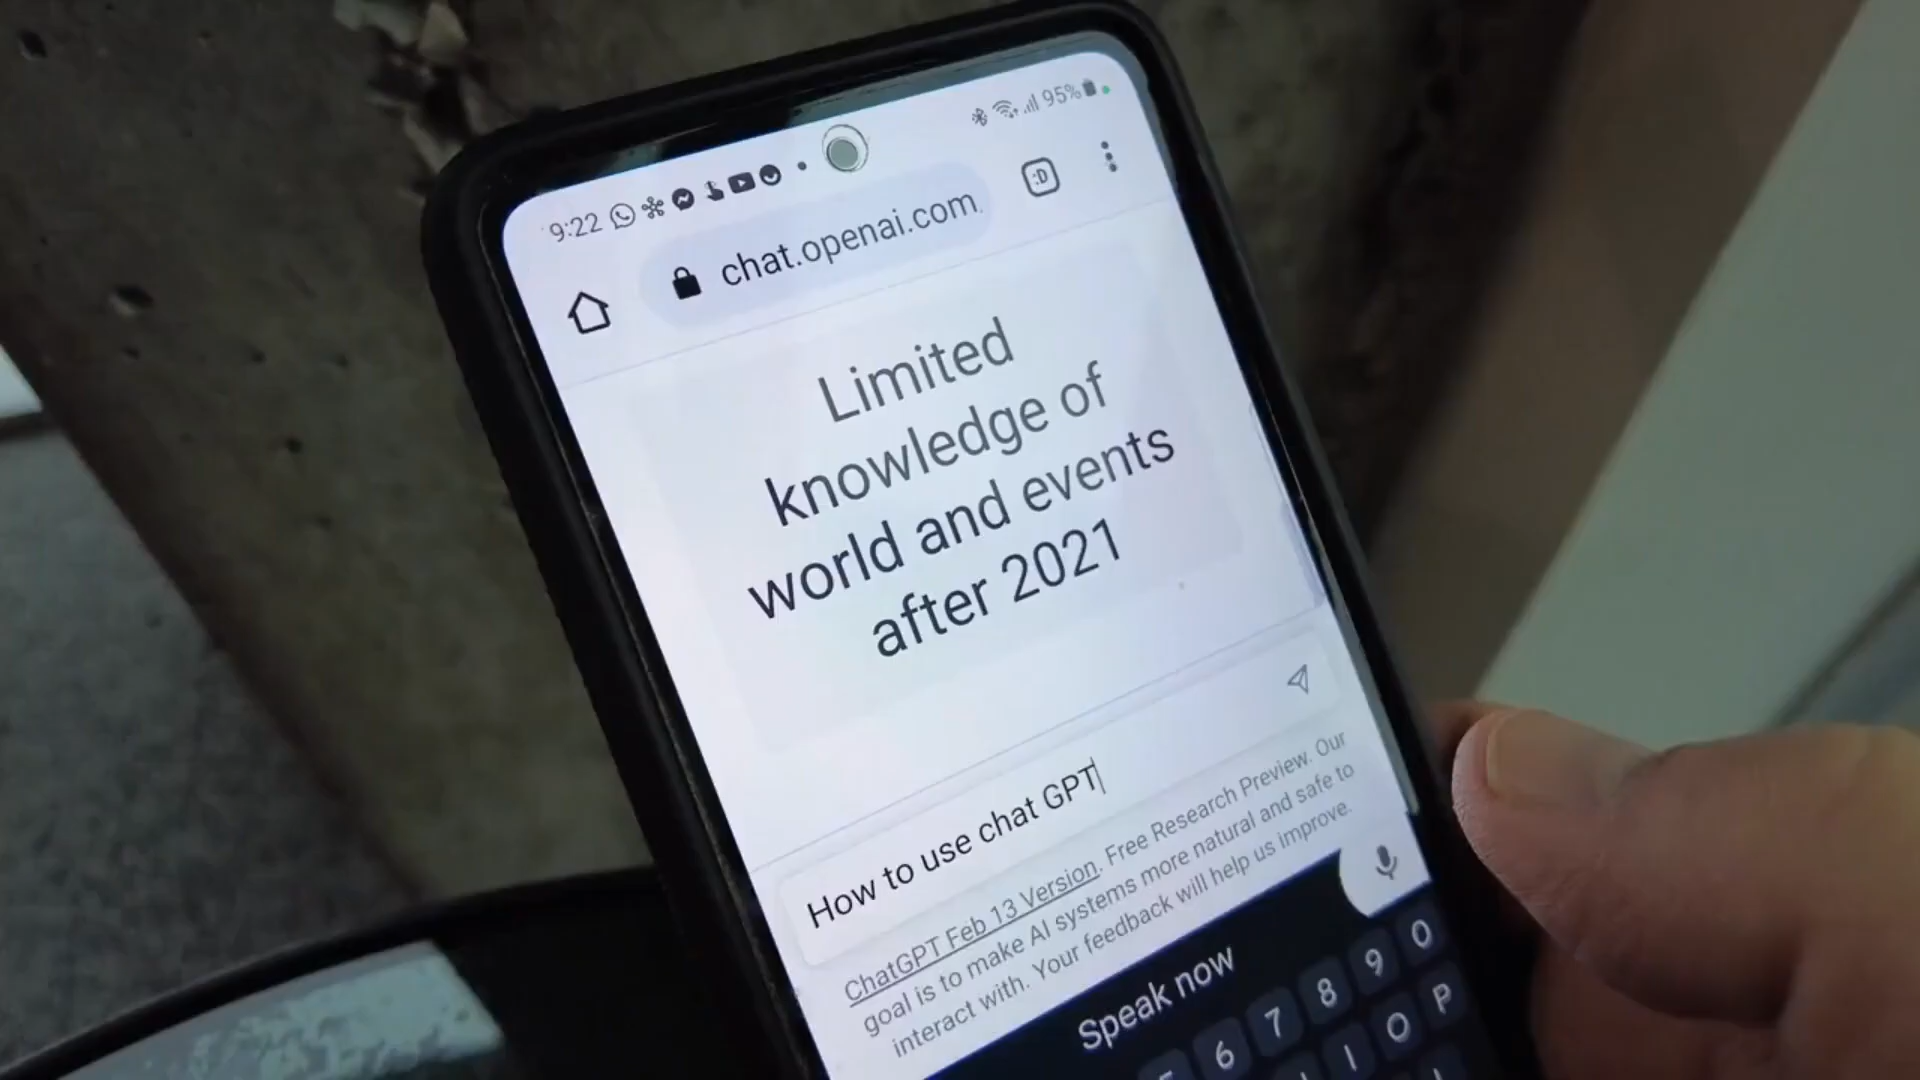 9:22
95%
chat.openai.com
:D
Limited
knowledge of
world and events
after 2021
How to use chat GPT
ChatGPT Feb 13 Version. Free Research Preview. Our
goal is to make AI systems more natural and safe to
interact with. Your feedback will help us improve.
Speak now
6 7 8 9 0
I O P